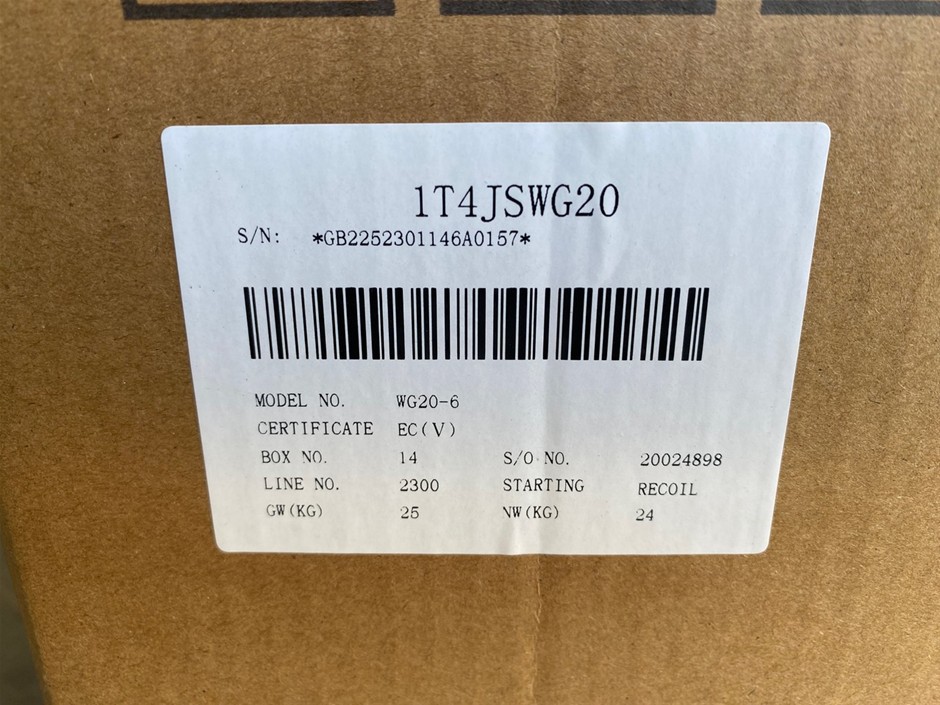 1T4JSWG20
S/N: *GB2252301146A0157*
MODEL NO. WG20-6
CERTIFICATE EC(V)
BOX NO. 14 S/O NO. 20024898
LINE NO. 2300 STARTING RECOIL
GW(KG) 25 NW(KG) 24